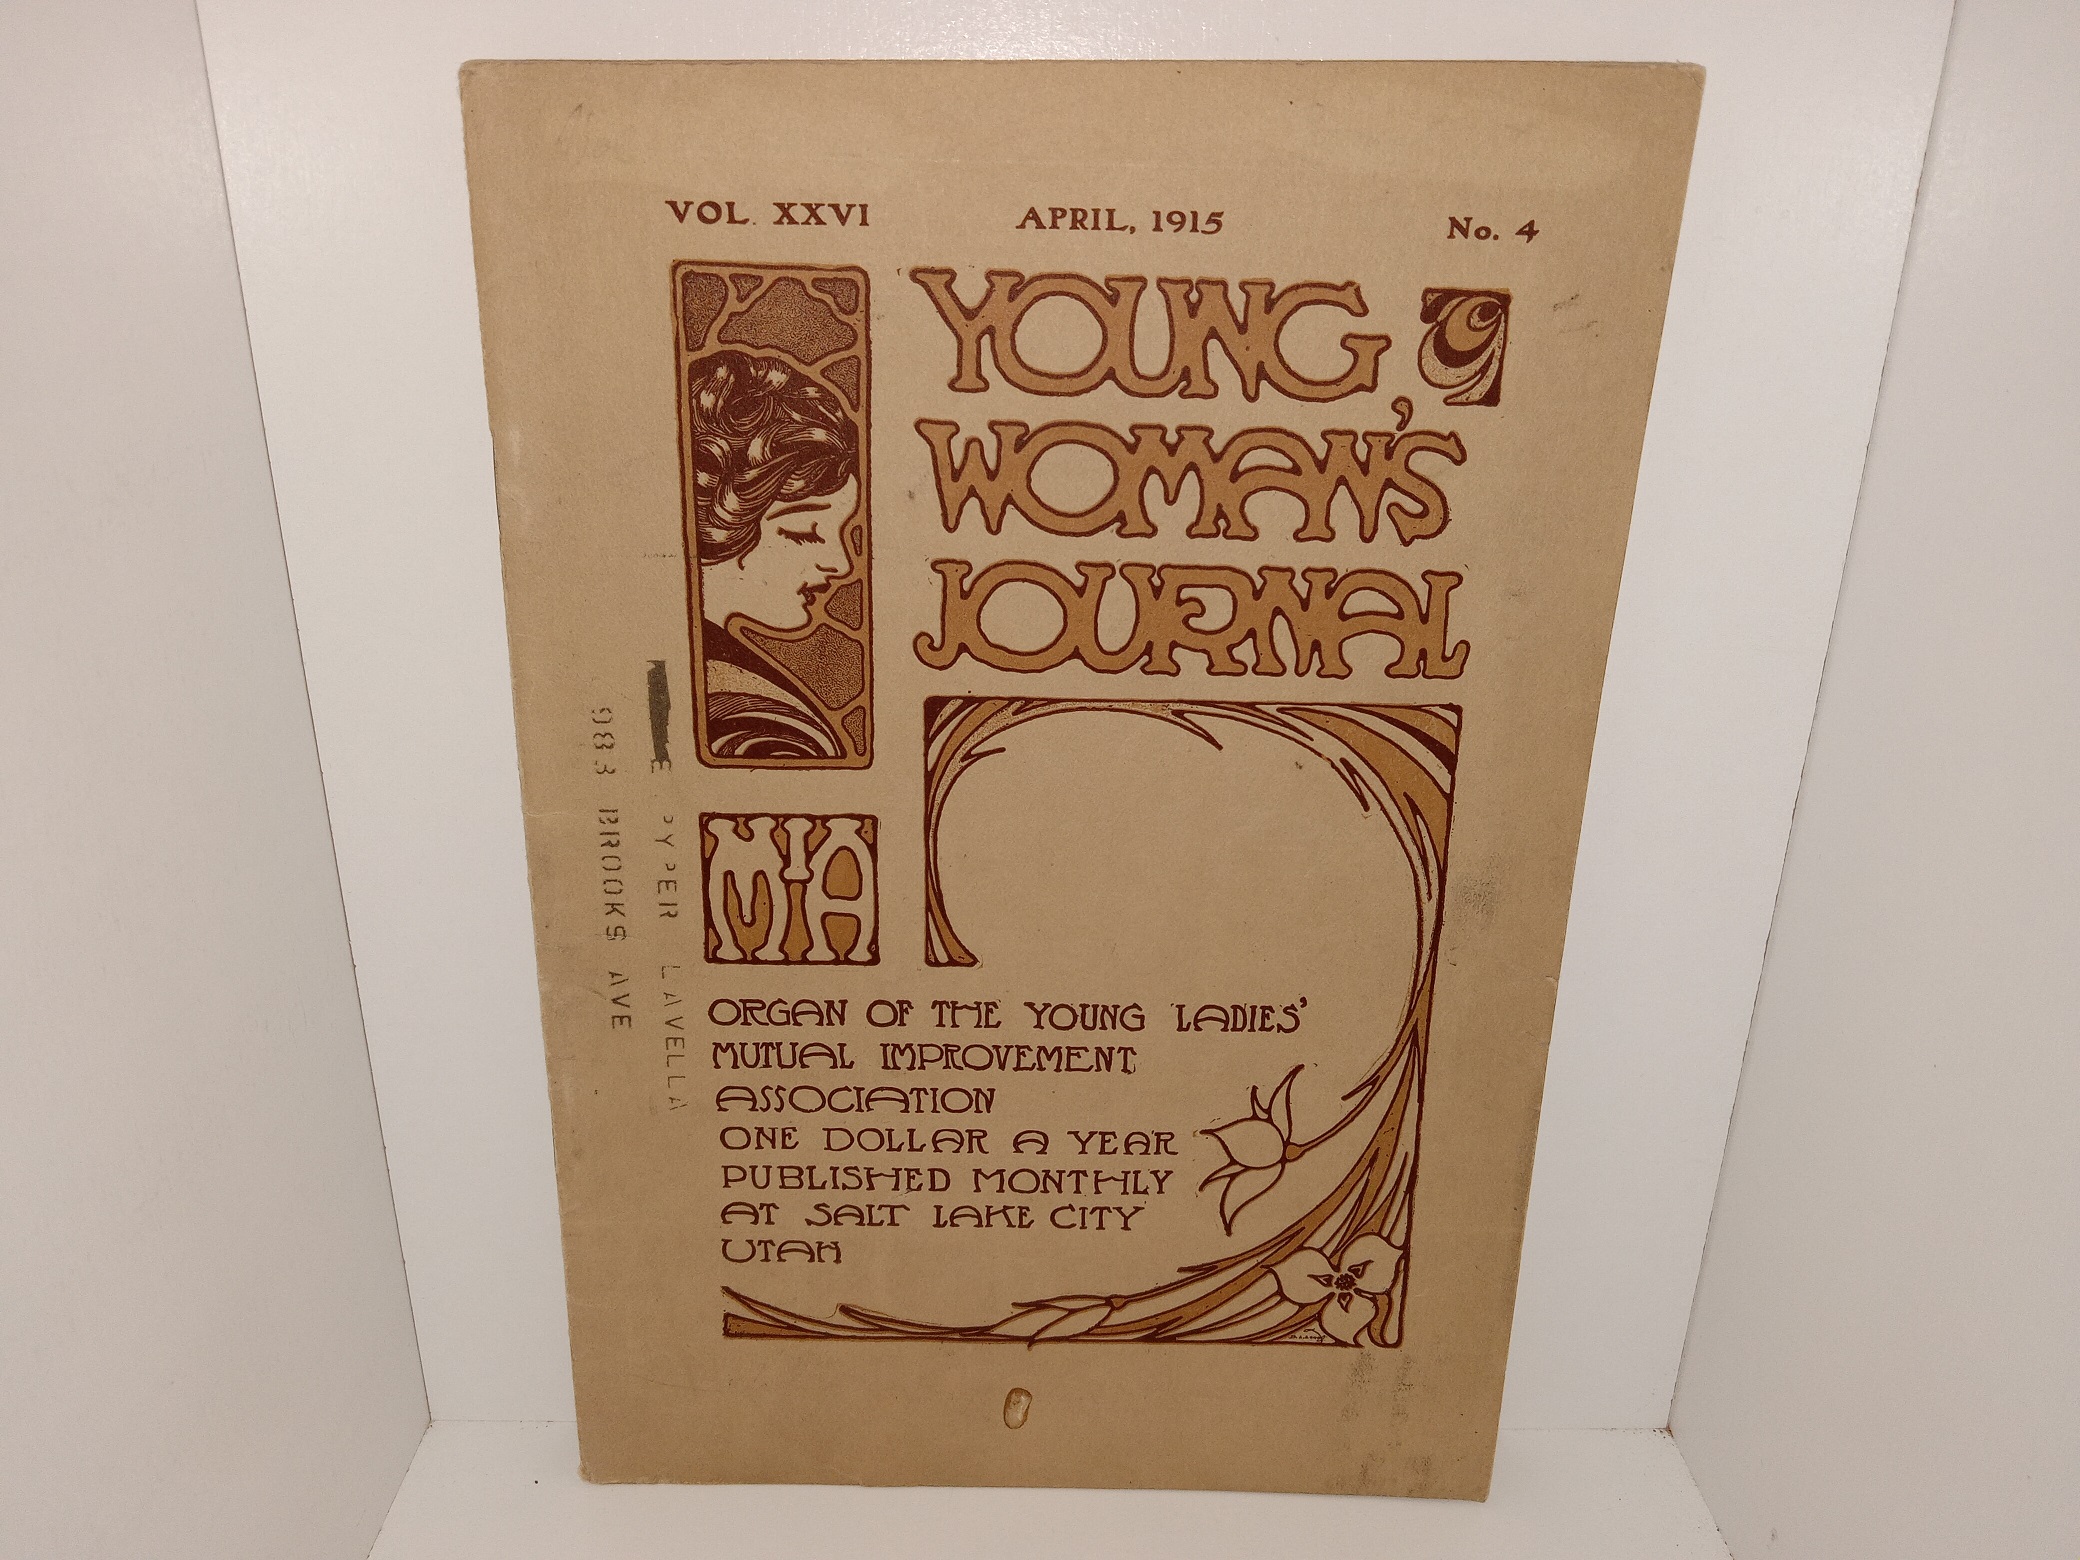 VOL. XXVI APRIL, 1915 No. 4
YOUNG
WOMAN'S
JOURNAL
MIA
ORGAN OF THE YOUNG LADIES'
MUTUAL IMPROVEMENT
ASSOCIATION
ONE DOLLAR A YEAR
PUBLISHED MONTHLY
AT SALT LAKE CITY
UTAH
PYPER LAVELLA
983 BROOKS AVE